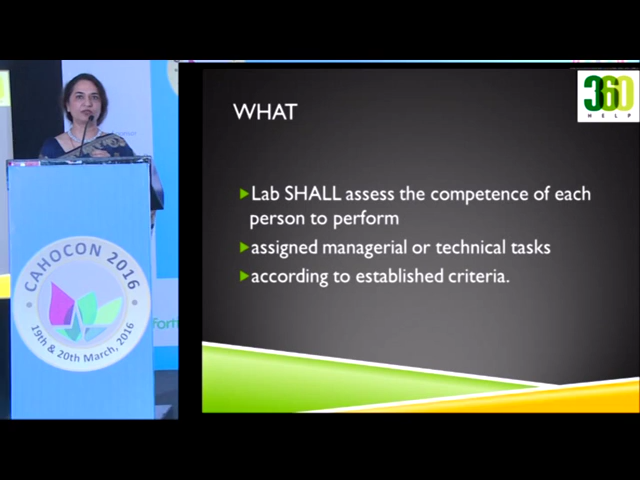 WHAT
360
HELP
▶Lab SHALL assess the competence of each
person to perform
▶assigned managerial or technical tasks
▶according to established criteria.
CAHOCON 2016
19th & 20th March, 2016